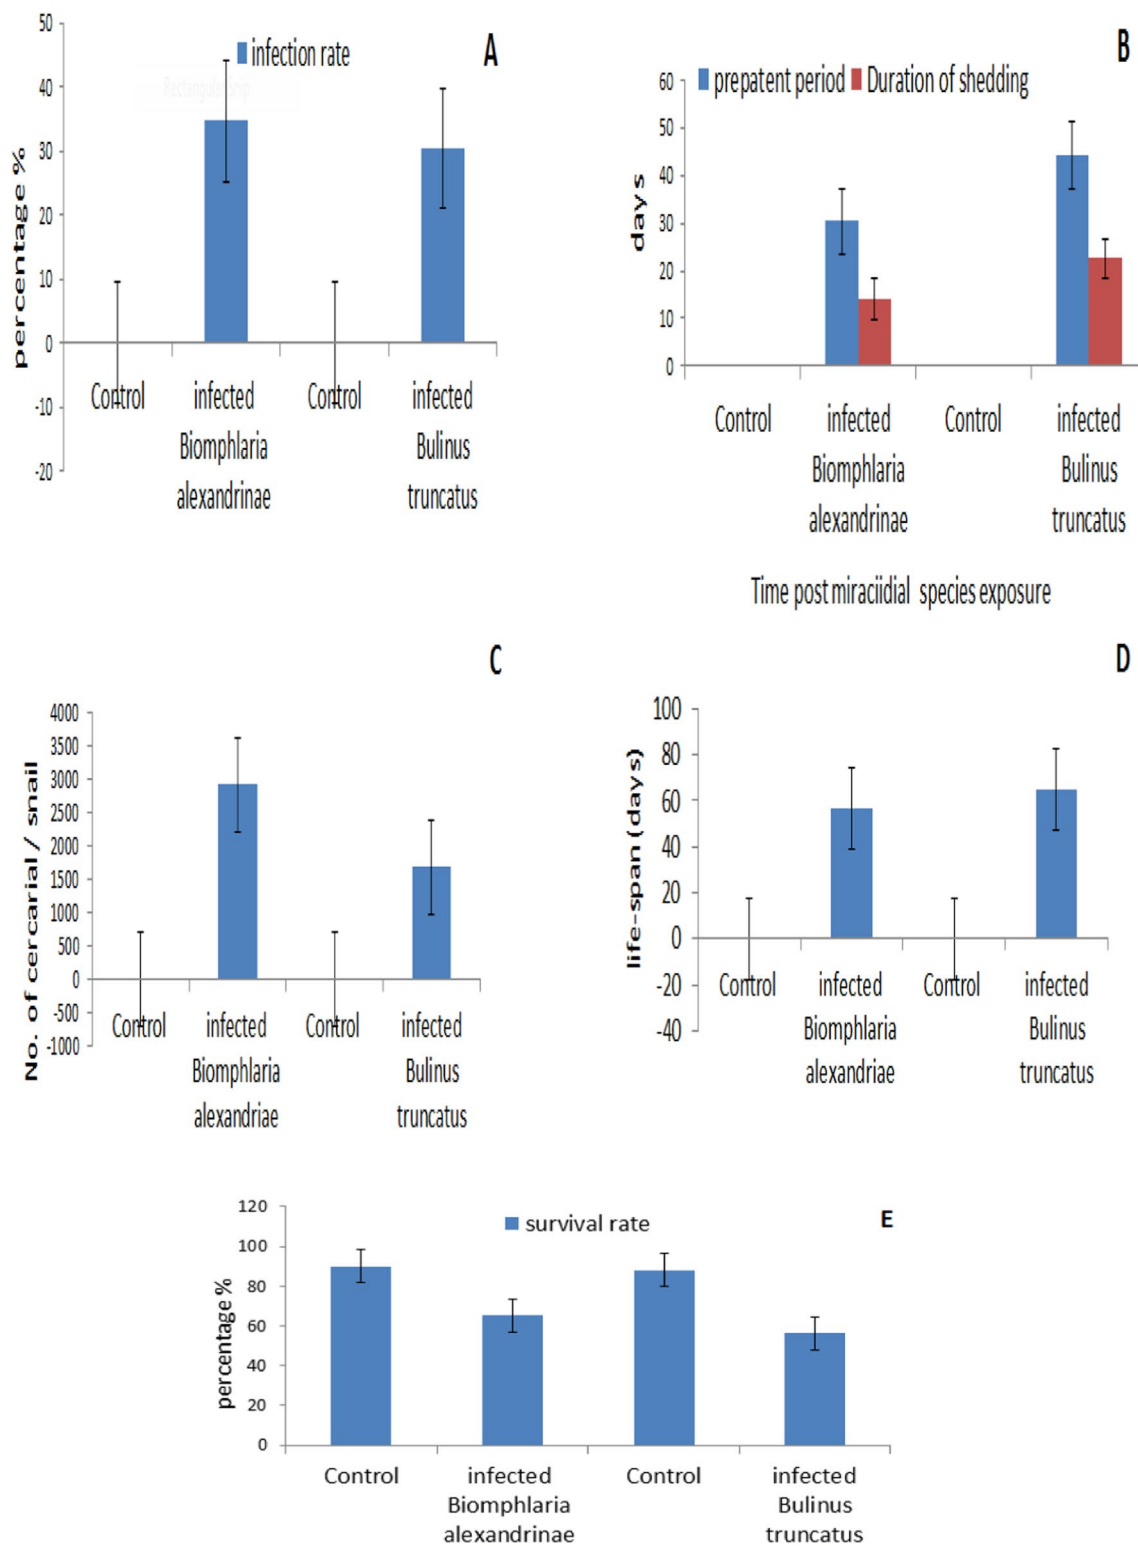 A
infection rate
Rectangular Snip
percentage %
50
40
30
20
10
0
-10
-20
Control
infected
Biomphlaria
alexandrinae
Control
infected
Bulinus
truncatus
B
prepatent period
Duration of shedding
days
60
50
40
30
20
10
0
Control
infected
Biomphlaria
alexandrinae
Control
infected
Bulinus
truncatus
Time post miraciidial species exposure
C
No. of cercarial / snail
4000
3500
3000
2500
2000
1500
1000
500
0
-500
-1000
Control
infected
Biomphlaria
alexandriae
Control
infected
Bulinus
truncatus
D
life-span (days)
100
80
60
40
20
0
-20
-40
Control
infected
Biomphlaria
alexandriae
Control
infected
Bulinus
truncatus
E
survival rate
percentage %
120
100
80
60
40
20
0
Control
infected
Biomphlaria
alexandrinae
Control
infected
Bulinus
truncatus